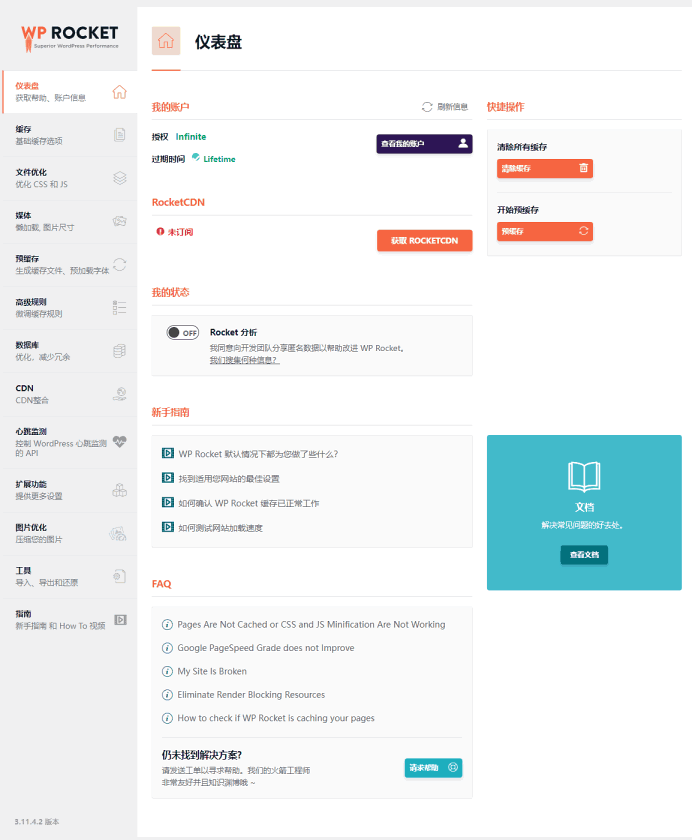 WP ROCKET
Superior WordPress Performance
仪表盘
获取帮助、账户信息
缓存
基础缓存选项
文件优化
优化 CSS 和 JS
媒体
懒加载, 图片尺寸
预缓存
生成缓存文件、预加载字体
高级规则
微调缓存规则
数据库
优化，减少冗余
CDN
CDN整合
心跳监测
控制 WordPress 心跳监测
的 API
扩展功能
提供更多设置
图片优化
压缩您的图片
工具
导入、导出和还原
指南
新手指南 和 How To 视频
3.11.4.2 版本
仪表盘
我的账户
刷新信息
授权 Infinite
过期时间 Lifetime
查看我的账户
RocketCDN
未订阅
获取 ROCKETCDN
我的状态
OFF
Rocket 分析
我同意向开发团队分享匿名数据以帮助改进 WP Rocket。
我们搜集何种信息？
新手指南
WP Rocket 默认情况下都为您做了些什么？
找到适用您网站的最佳设置
如何确认 WP Rocket 缓存已正常工作
如何测试网站加载速度
FAQ
Pages Are Not Cached or CSS and JS Minification Are Not Working
Google PageSpeed Grade does not Improve
My Site Is Broken
Eliminate Render Blocking Resources
How to check if WP Rocket is caching your pages
仍未找到解决方案?
请发送工单以寻求帮助。我们的火箭工程师
非常友好并且知识渊博哦 ~
请求帮助
快捷操作
清除所有缓存
清除缓存
开始预缓存
预缓存
文档
解决常见问题的好去处。
查看文档